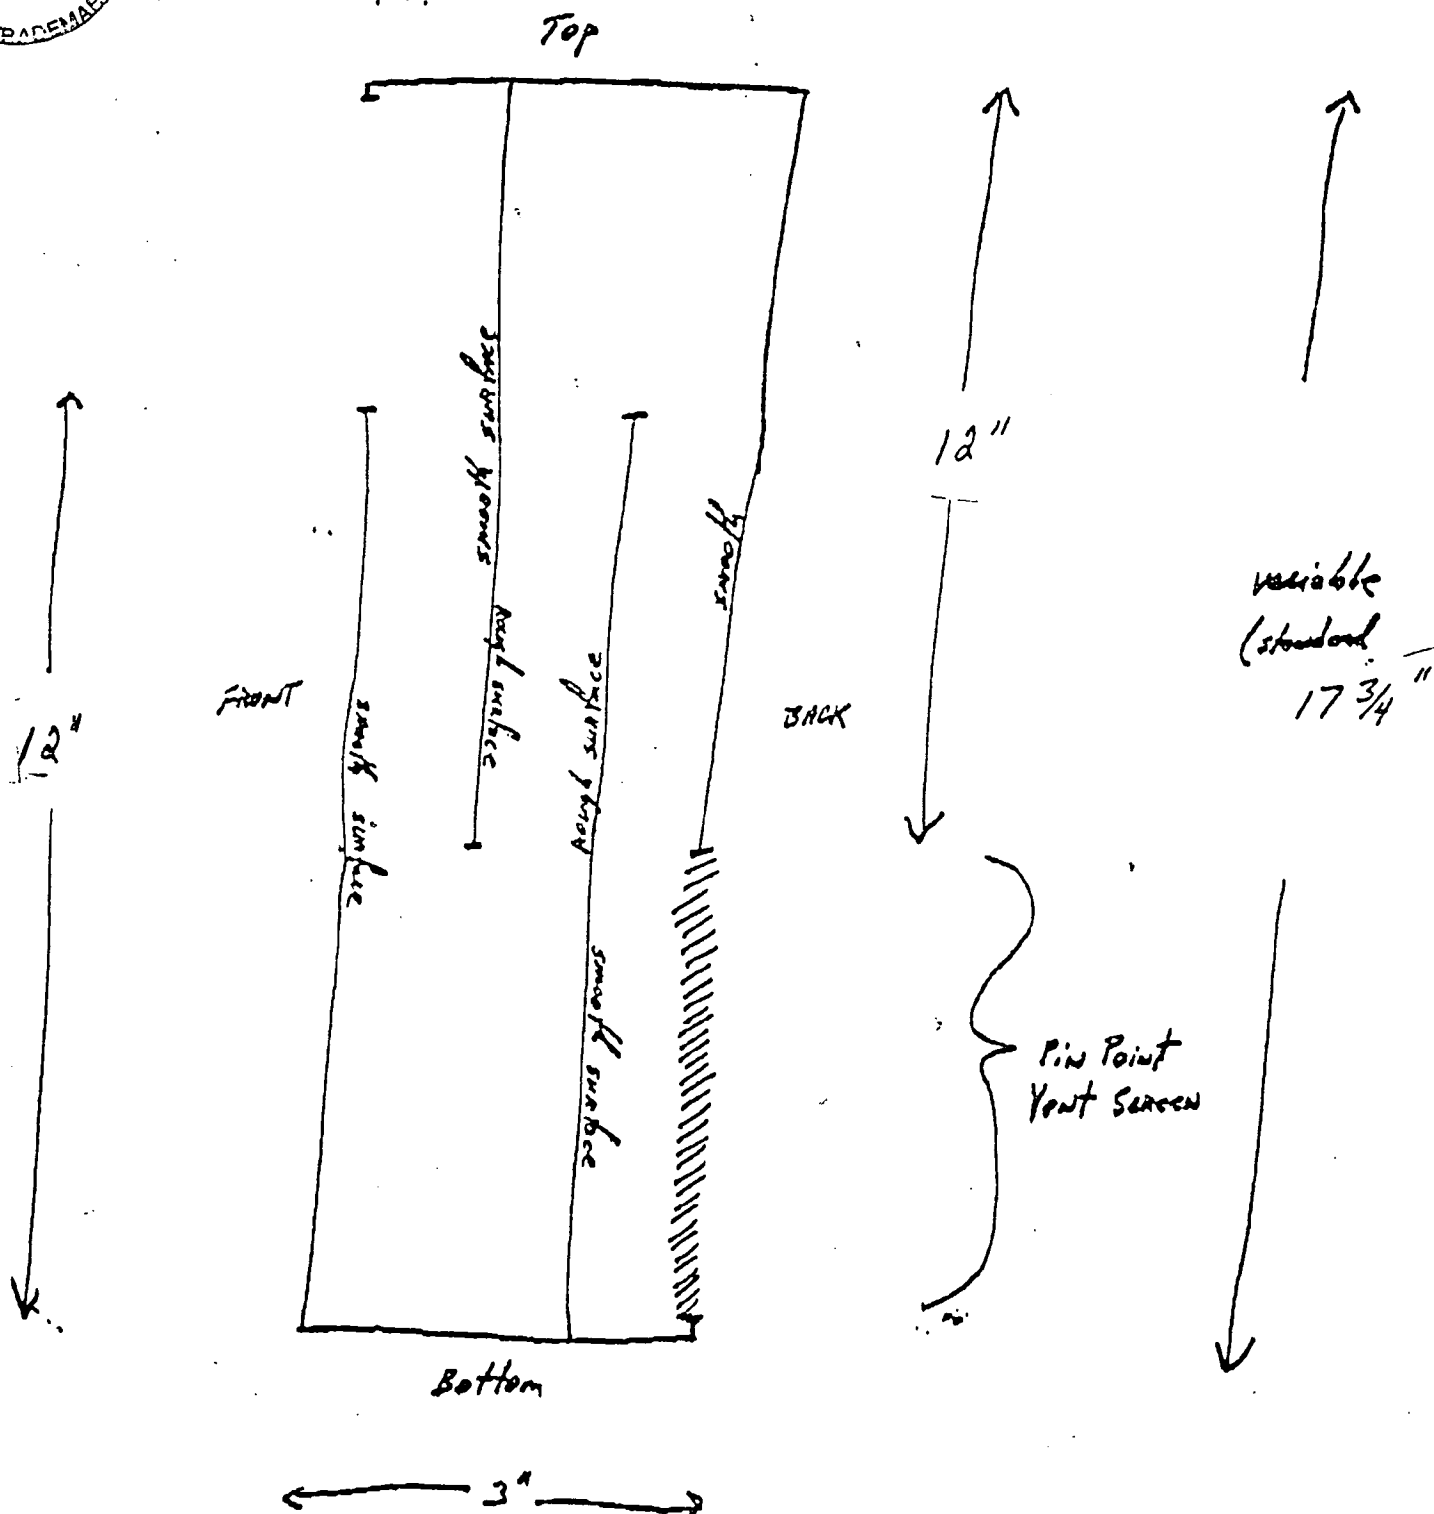 RADEMA
Top
12"
smooth surface
smooth
variable
(standard
17 3/4"
Rough surface
Rough surface
FRONT
BACK
12"
smooth surface
smooth surface
Pin Point
Vent Screen
Bottom
3"